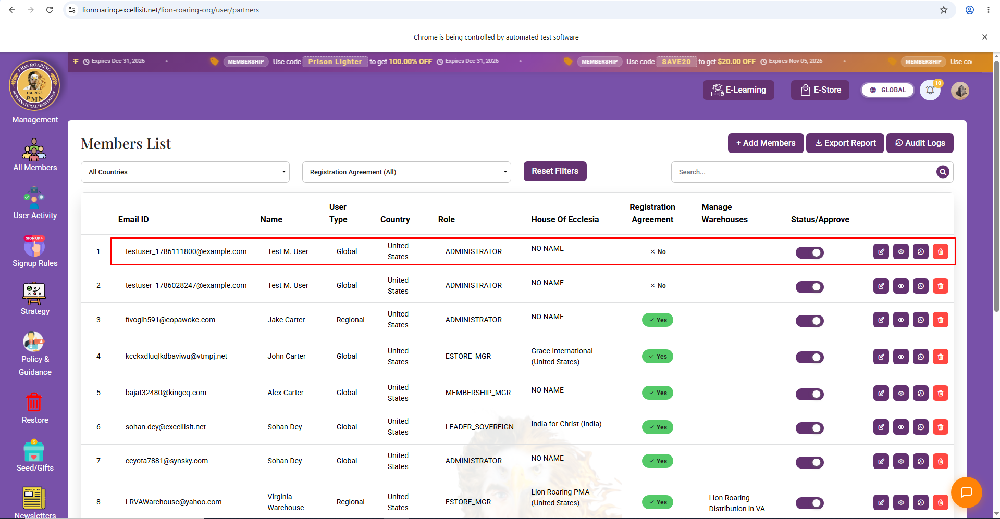 lionroaring.excellisit.net/lion-roaring-org/user/partners
Chrome is being controlled by automated test software
Expires Dec 31, 2026 • MEMBERSHIP Use code Prison Lighter to get 100.00% OFF Expires Dec 31, 2026 • MEMBERSHIP Use code SAVE20 to get $20.00 OFF Expires Nov 05, 2026 • MEMBERSHIP Use co
LION ROARING
Est. 2023
PMA
SUPERNATURAL HABITATION
E-Learning
E-Store
GLOBAL
10
Management
All Members
User Activity
SIGN UP
Signup Rules
Strategy
Policy &
Guidance
Restore
Seed/Gifts
NEWSLETTER
Newsletters
Members List
+ Add Members
Export Report
Audit Logs
All Countries
Registration Agreement (All)
Reset Filters
Search...
Email ID Name User Type Country Role House Of Ecclesia Registration Agreement Manage Warehouses Status/Approve
1 testuser_1786111800@example.com Test M. User Global United States ADMINISTRATOR NO NAME × No
2 testuser_1786028247@example.com Test M. User Global United States ADMINISTRATOR NO NAME × No
3 fivogih591@copawoke.com Jake Carter Regional United States ADMINISTRATOR NO NAME ✓ Yes
4 kcckxdluqlkdbaviwu@vtmpj.net John Carter Global United States ESTORE_MGR Grace International (United States) ✓ Yes
5 bajat32480@kingcq.com Alex Carter Global United States MEMBERSHIP_MGR NO NAME ✓ Yes
6 sohan.dey@excellisit.net Sohan Dey Global United States LEADER_SOVEREIGN India for Christ (India) ✓ Yes
7 ceyota7881@synsky.com Sohan Dey Global United States ADMINISTRATOR NO NAME ✓ Yes
8 LRVAWarehouse@yahoo.com Virginia Warehouse Regional United States ESTORE_MGR Lion Roaring PMA (United States) ✓ Yes Lion Roaring Distribution in VA